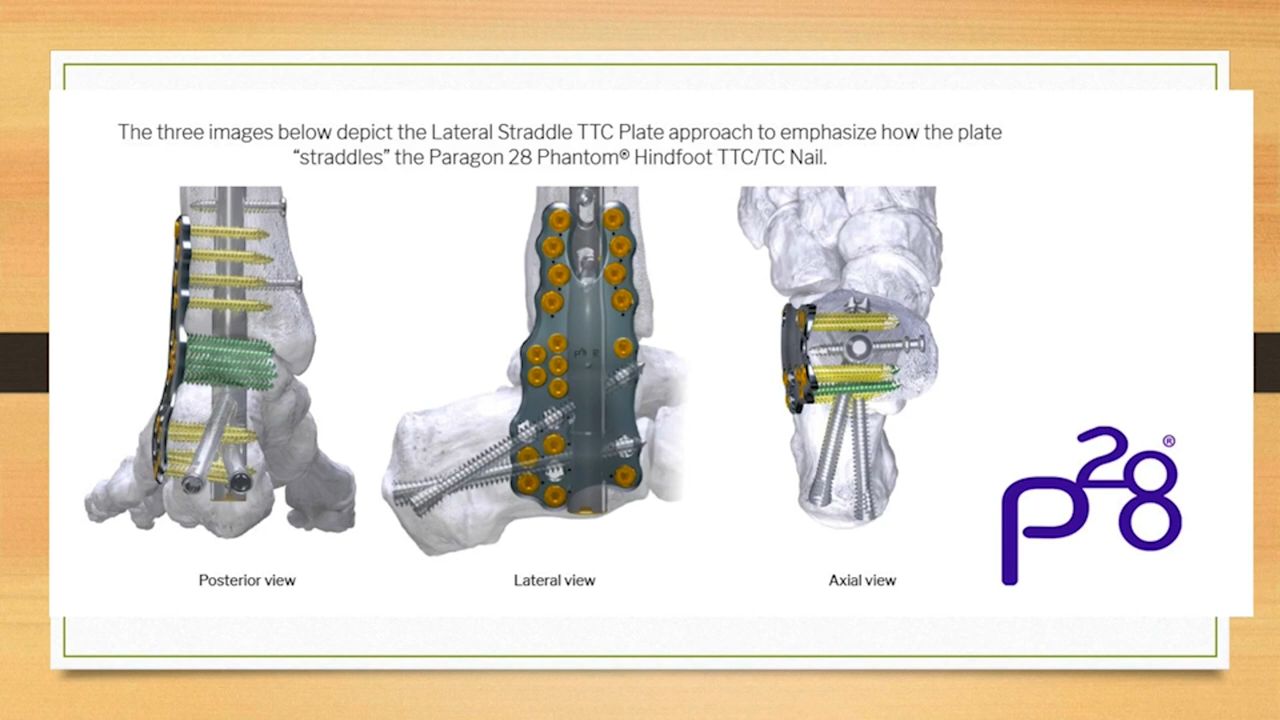 The three images below depict the Lateral Straddle TTC Plate approach to emphasize how the plate
“straddles” the Paragon 28 Phantom® Hindfoot TTC/TC Nail.
Posterior view
Lateral view
Axial view
p28®